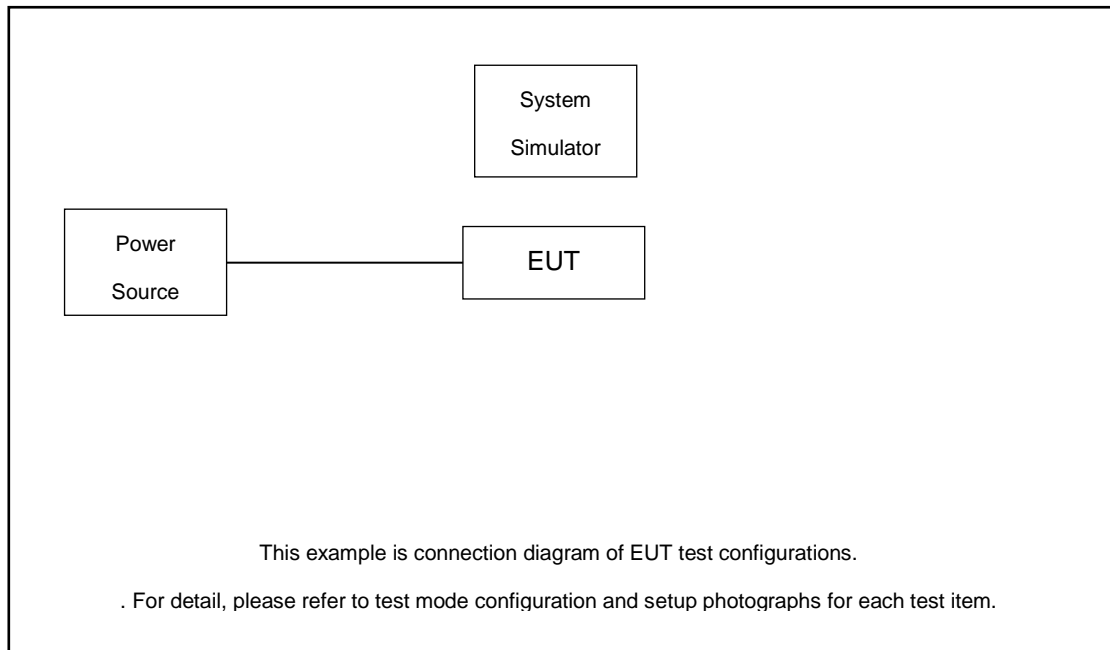 System
Simulator
Power
Source
EUT
This example is connection diagram of EUT test configurations.
. For detail, please refer to test mode configuration and setup photographs for each test item.